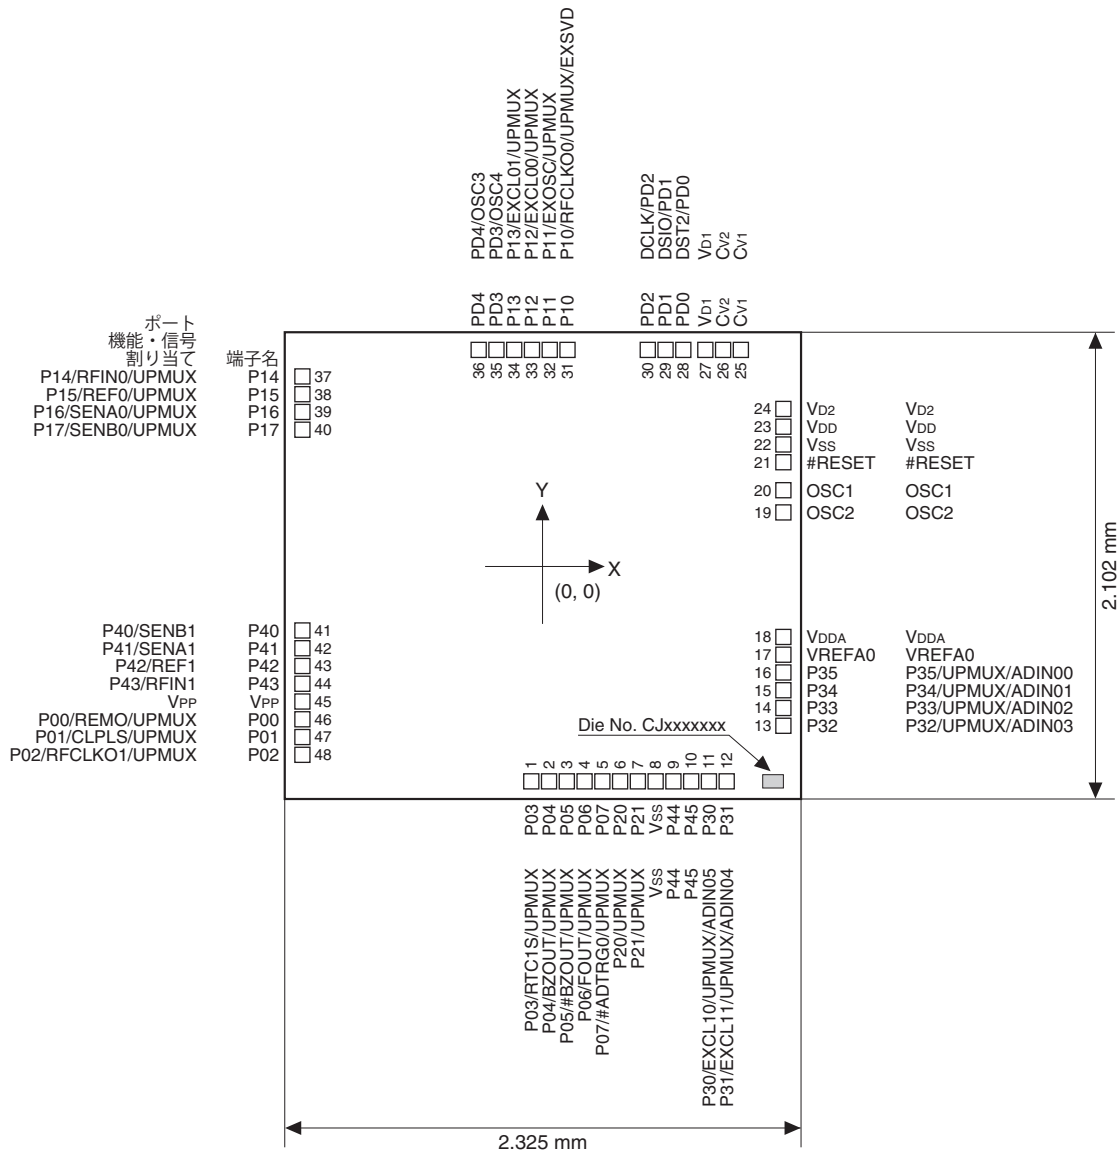 PD4/OSC3
PD3/OSC4
P13/EXCL01/UPMUX
P12/EXCL00/UPMUX
P11/EXOSC/UPMUX
P10/RFCLKO0/UPMUX/EXSVD
DCLK/PD2
DSIO/PD1
DST2/PD0
VD1
CV2
CV1
PD4
PD3
P13
P12
P11
P10
PD2
PD1
PD0
VD1
CV2
CV1
36
35
34
33
32
31
30
29
28
27
26
25
ポート
機能・信号
割り当て 端子名
P14/RFIN0/UPMUX P14 37
P15/REF0/UPMUX P15 38
P16/SENA0/UPMUX P16 39
P17/SENB0/UPMUX P17 40
24 VD2 VD2
23 VDD VDD
22 VSS VSS
21 #RESET #RESET
20 OSC1 OSC1
19 OSC2 OSC2
Y
X
(0, 0)
2.102 mm
P40/SENB1 P40 41
P41/SENA1 P41 42
P42/REF1 P42 43
P43/RFIN1 P43 44
VPP VPP 45
P00/REMO/UPMUX P00 46
P01/CLPLS/UPMUX P01 47
P02/RFCLKO1/UPMUX P02 48
18 VDDA VDDA
17 VREFA0 VREFA0
16 P35 P35/UPMUX/ADIN00
15 P34 P34/UPMUX/ADIN01
14 P33 P33/UPMUX/ADIN02
13 P32 P32/UPMUX/ADIN03
Die No. CJxxxxxxx
1
2
3
4
5
6
7
8
9
10
11
12
P03
P04
P05
P06
P07
P20
P21
VSS
P44
P45
P30
P31
P03/RTC1S/UPMUX
P04/BZOUT/UPMUX
P05/#BZOUT/UPMUX
P06/FOUT/UPMUX
P07/#ADTRG0/UPMUX
P20/UPMUX
P21/UPMUX
VSS
P44
P45
P30/EXCL10/UPMUX/ADIN05
P31/EXCL11/UPMUX/ADIN04
2.325 mm